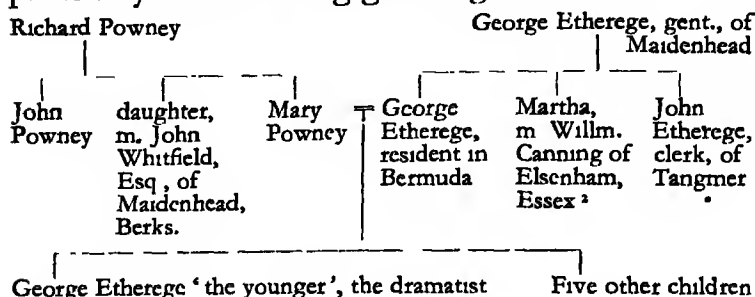 Richard Powney
George Etherege, gent., of
Maidenhead
John
Powney
daughter,
m. John
Whitfield,
Esq, of
Maidenhead,
Berks.
Mary
Powney
George
Etherege,
resident in
Bermuda
Martha,
m Willm.
Canning of
Elsenham,
Essex ²
John
Etherege,
clerk, of
Tangmer
George Etherege ‘the younger’, the dramatist
Five other children